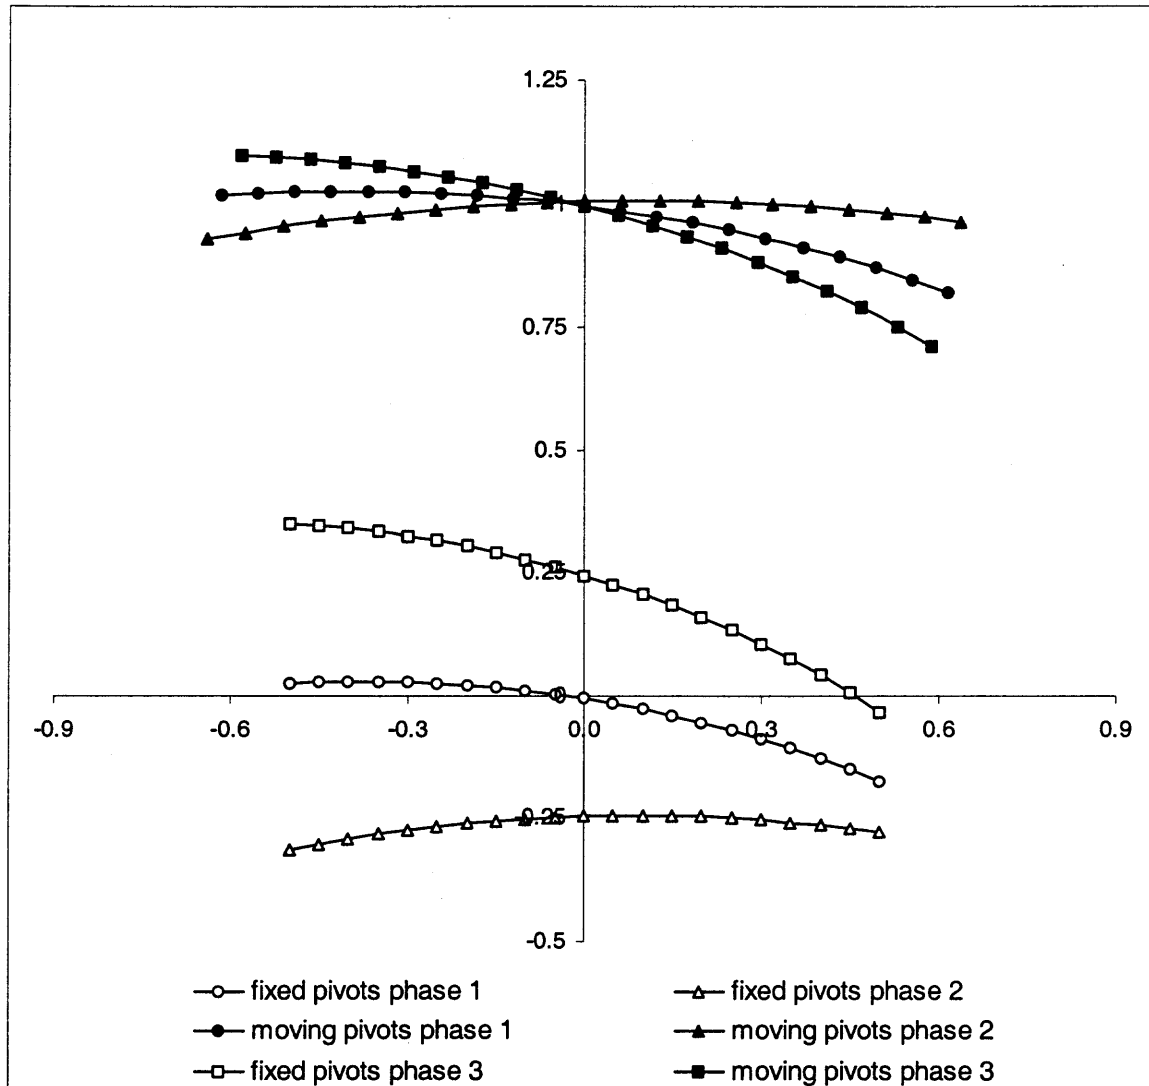 1.25
1
0.75
0.5
0.25
0
-0.9 -0.6 -0.3 0.0 0.3 0.6 0.9
-0.25
-0.5
fixed pivots phase 1 fixed pivots phase 2
moving pivots phase 1 moving pivots phase 2
fixed pivots phase 3 moving pivots phase 3